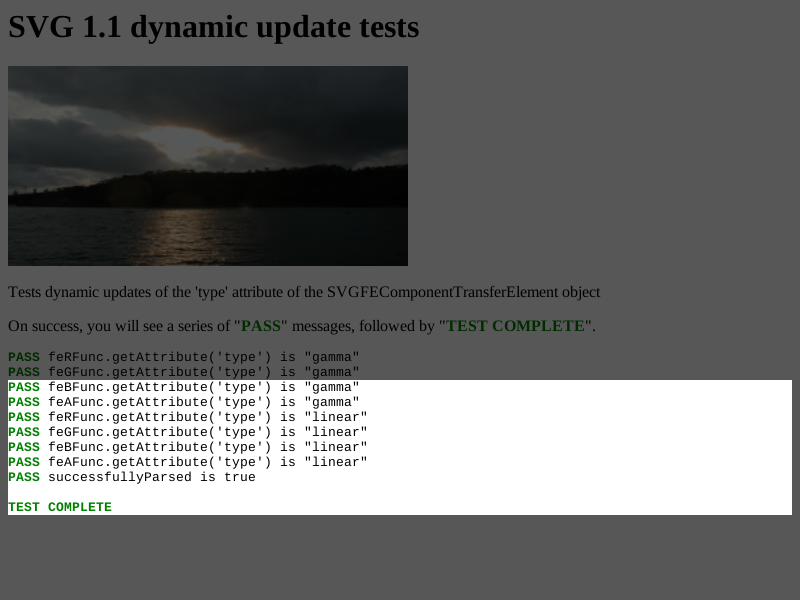 SVG 1.1 dynamic update tests
Tests dynamic updates of the 'type' attribute of the SVGFEComponentTransferElement object
On success, you will see a series of "PASS" messages, followed by "TEST COMPLETE".
PASS feRFunc.getAttribute('type') is "gamma"
PASS feGFunc.getAttribute('type') is "gamma"
PASS feBFunc.getAttribute('type') is "gamma"
PASS feAFunc.getAttribute('type') is "gamma"
PASS feRFunc.getAttribute('type') is "linear"
PASS feGFunc.getAttribute('type') is "linear"
PASS feBFunc.getAttribute('type') is "linear"
PASS feAFunc.getAttribute('type') is "linear"
PASS successfullyParsed is true
TEST COMPLETE